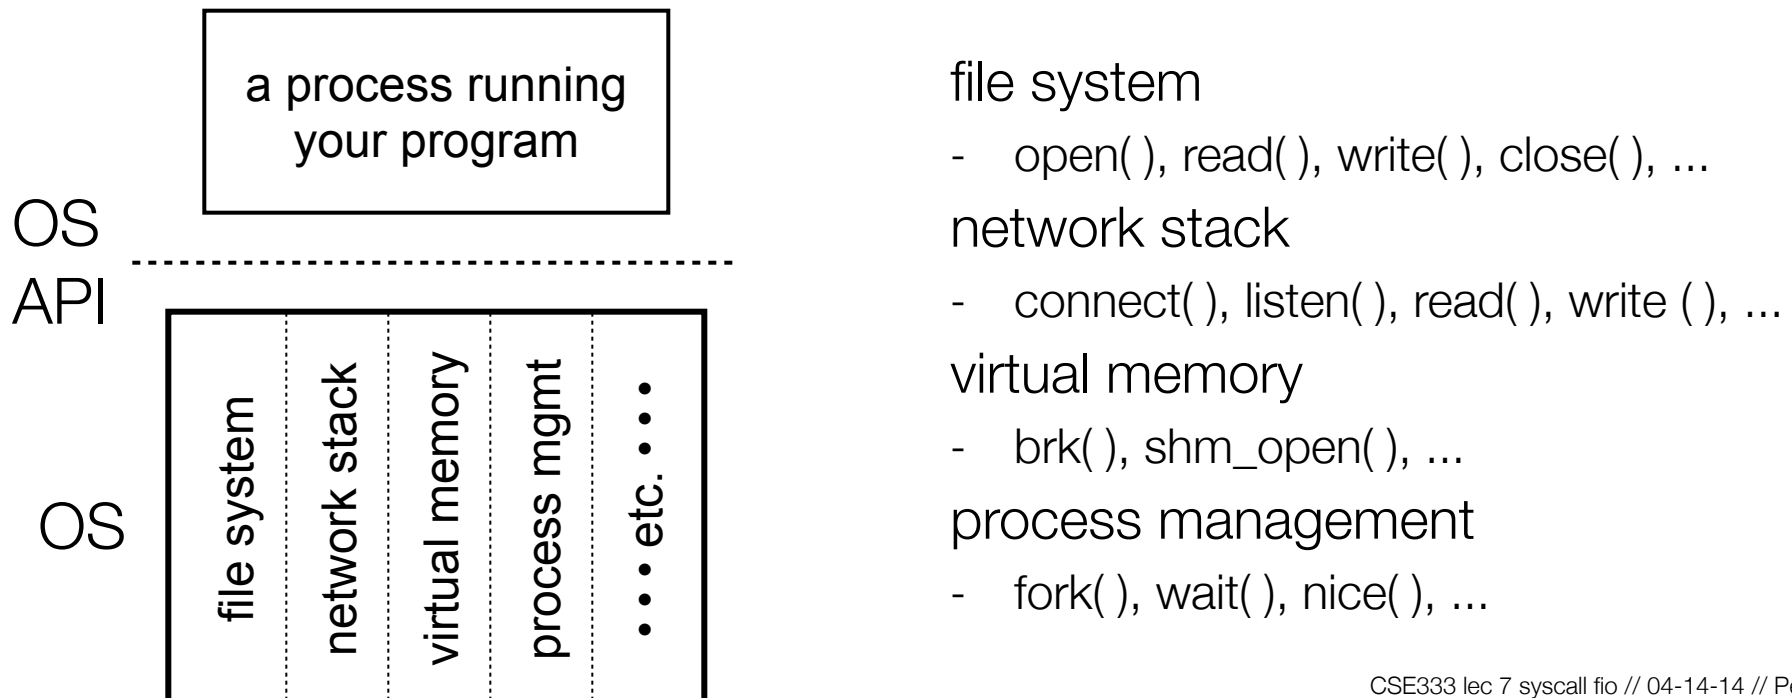 a process running
your program
OS
API
OS
file system
network stack
virtual memory
process mgmt
•••• etc. ••••
file system
- open( ), read( ), write( ), close( ), ...
network stack
- connect( ), listen( ), read( ), write ( ), ...
virtual memory
- brk( ), shm_open( ), ...
process management
- fork( ), wait( ), nice( ), ...
CSE333 lec 7 syscall fio // 04-14-14 //